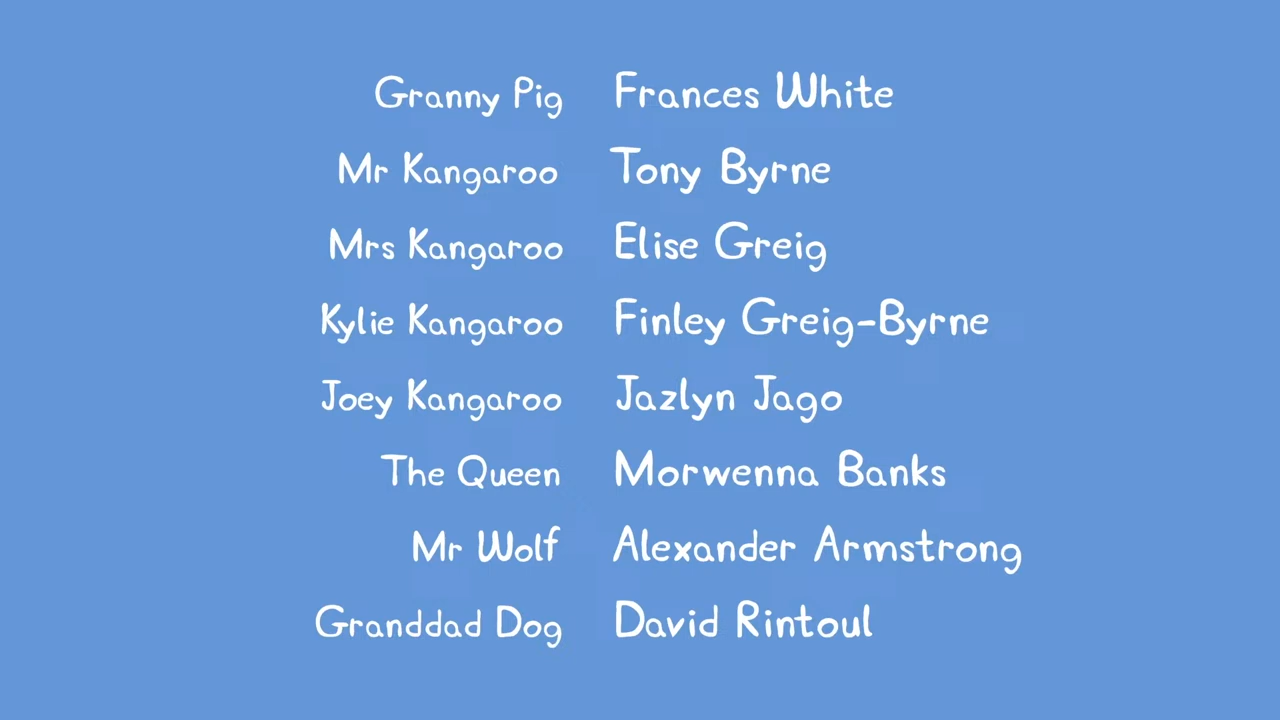 Granny Pig Frances White
Mr Kangaroo Tony Byrne
Mrs Kangaroo Elise Greig
Kylie Kangaroo Finley Greig-Byrne
Joey Kangaroo Jazlyn Jago
The Queen Morwenna Banks
Mr Wolf Alexander Armstrong
Granddad Dog David Rintoul